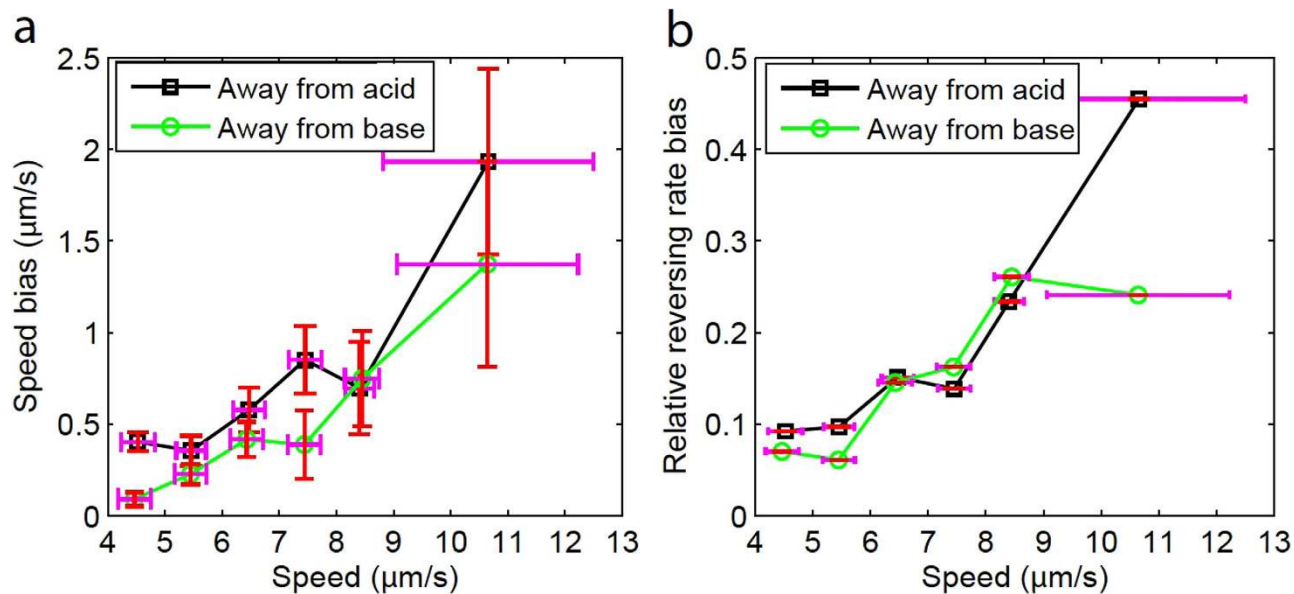 a
2.5
2
1.5
1
0.5
0
Speed bias (µm/s)
Away from acid
Away from base
4 5 6 7 8 9 10 11 12 13
Speed (µm/s)
b
0.5
0.4
0.3
0.2
0.1
0
Relative reversing rate bias
Away from acid
Away from base
4 5 6 7 8 9 10 11 12 13
Speed (µm/s)